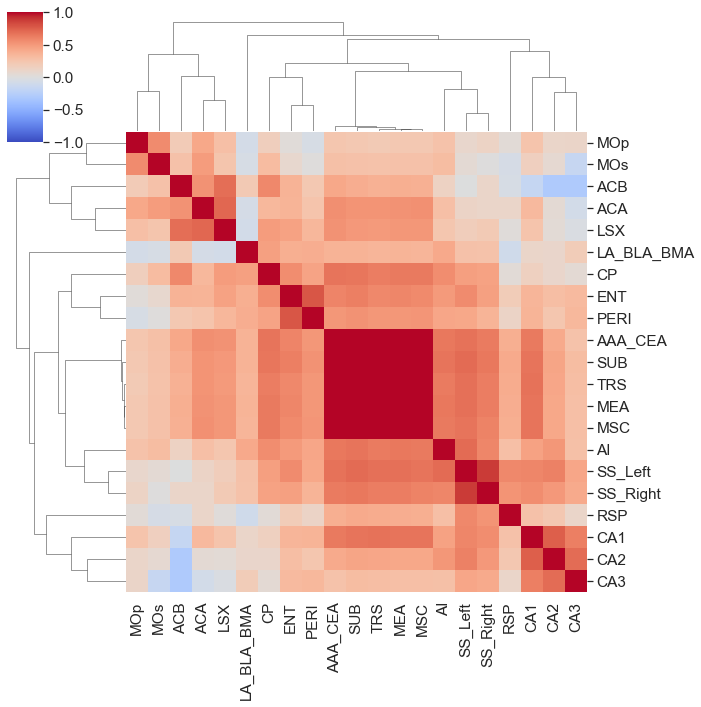 1.0
0.5
0.0
−0.5
−1.0
MOp
MOs
ACB
ACA
LSX
LA_BLA_BMA
CP
ENT
PERI
AAA_CEA
SUB
TRS
MEA
MSC
AI
SS_Left
SS_Right
RSP
CA1
CA2
CA3
MOp
MOs
ACB
ACA
LSX
LA_BLA_BMA
CP
ENT
PERI
AAA_CEA
SUB
TRS
MEA
MSC
AI
SS_Left
SS_Right
RSP
CA1
CA2
CA3